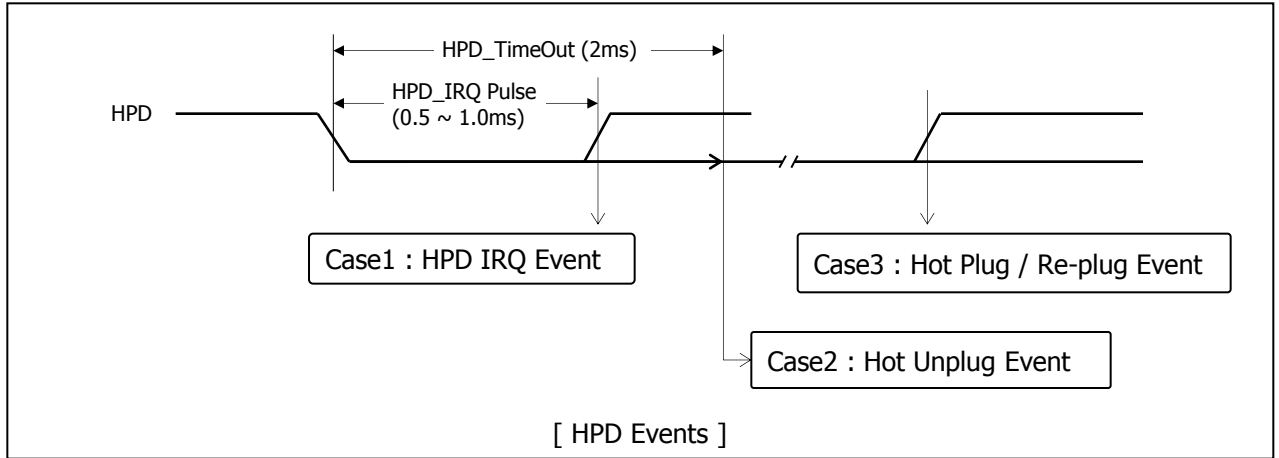 HPD_TimeOut (2ms)
HPD_IRQ Pulse
(0.5 ~ 1.0ms)
HPD
Case1 : HPD IRQ Event
Case3 : Hot Plug / Re-plug Event
Case2 : Hot Unplug Event
[ HPD Events ]